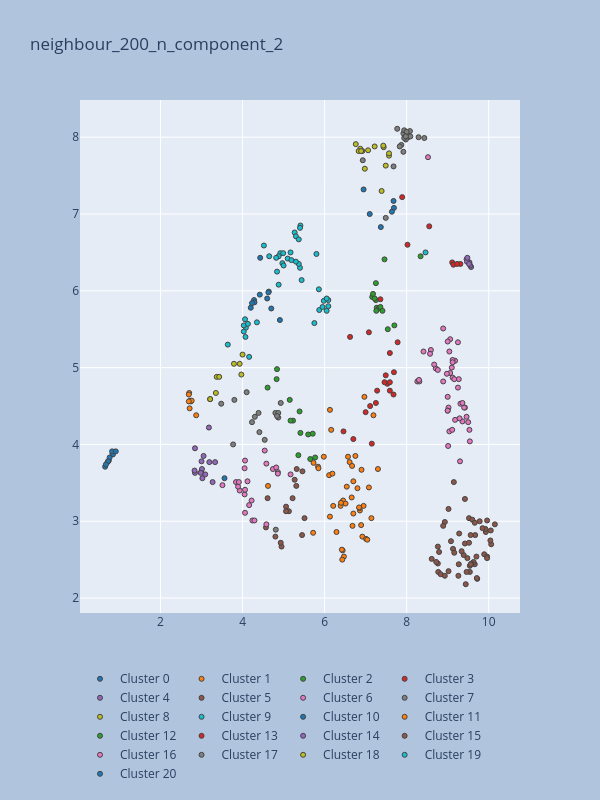 neighbour_200_n_component_2
8
7
6
5
4
3
2
2 4 6 8 10
Cluster 0 Cluster 1 Cluster 2 Cluster 3
Cluster 4 Cluster 5 Cluster 6 Cluster 7
Cluster 8 Cluster 9 Cluster 10 Cluster 11
Cluster 12 Cluster 13 Cluster 14 Cluster 15
Cluster 16 Cluster 17 Cluster 18 Cluster 19
Cluster 20